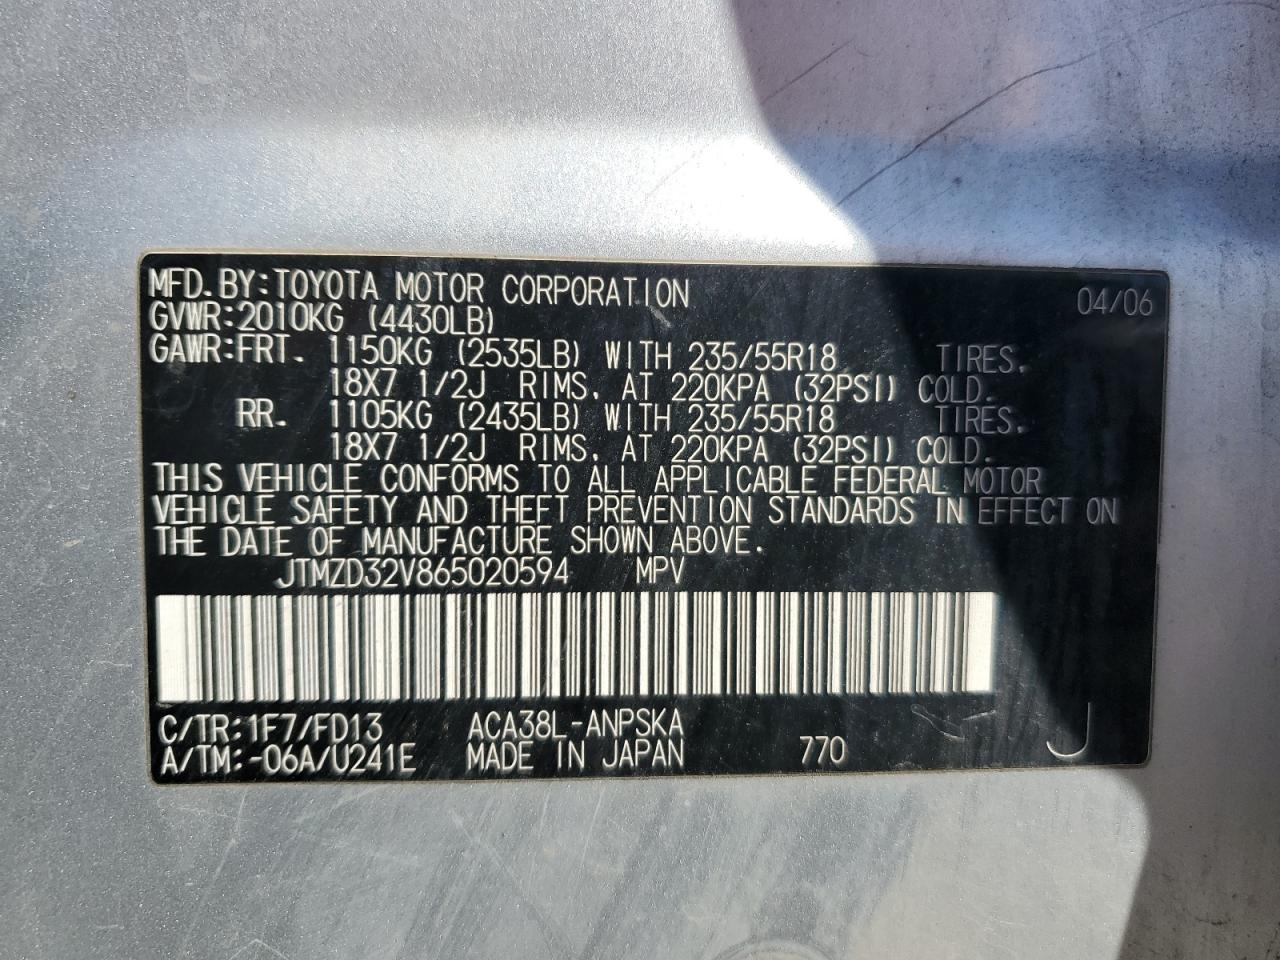 MFD. BY: TOYOTA MOTOR CORPORATION 04/06
GVWR: 2010KG (4430LB)
GAWR: FRT. 1150KG (2535LB) WITH 235/55R18 TIRES,
18X7 1/2J RIMS, AT 220KPA (32PSI) COLD.
RR. 1105KG (2435LB) WITH 235/55R18 TIRES,
18X7 1/2J RIMS, AT 220KPA (32PSI) COLD.
THIS VEHICLE CONFORMS TO ALL APPLICABLE FEDERAL MOTOR
VEHICLE SAFETY AND THEFT PREVENTION STANDARDS IN EFFECT ON
THE DATE OF MANUFACTURE SHOWN ABOVE.
JTMZD32V865020594 MPV
C/TR: 1F7/FD13 ACA38L-ANPSKA
A/TM: -06A/U241E MADE IN JAPAN 770 J